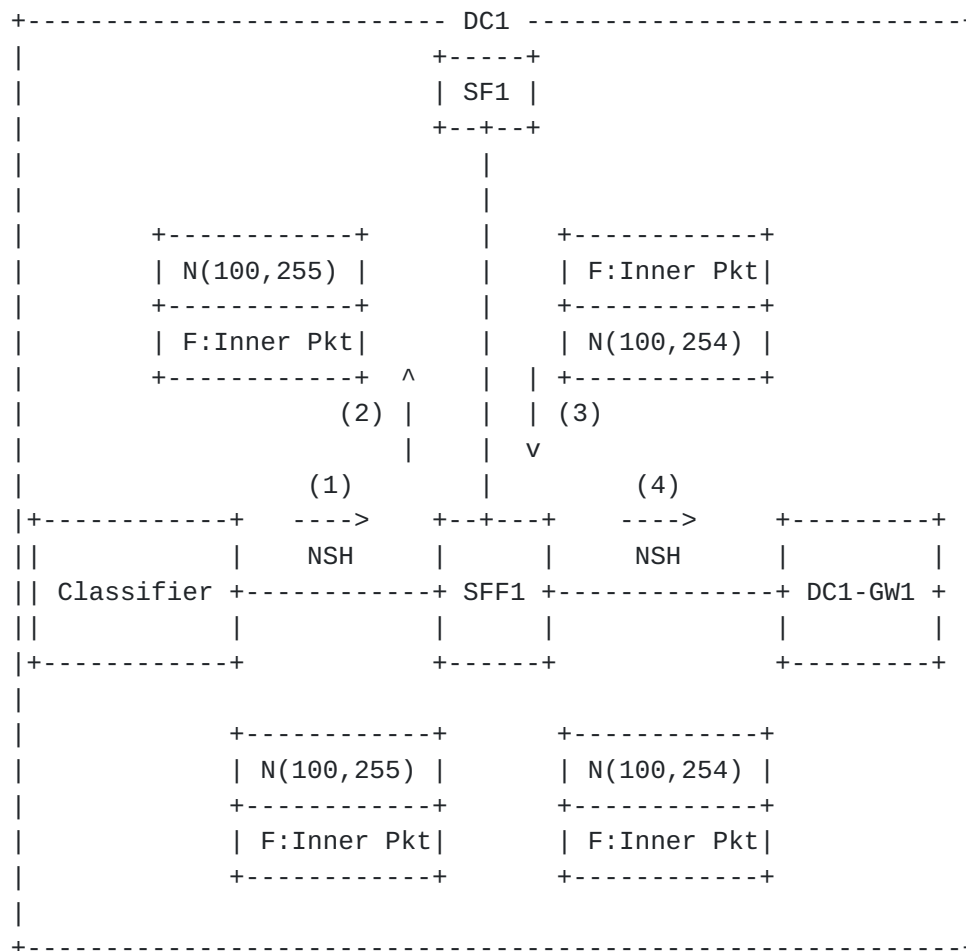 DC1
SF1
N(100,255) F:Inner Pkt
F:Inner Pkt N(100,254)
(2) (3)
(1) (4)
NSH NSH
Classifier SFF1 DC1-GW1
N(100,255) N(100,254)
F:Inner Pkt F:Inner Pkt